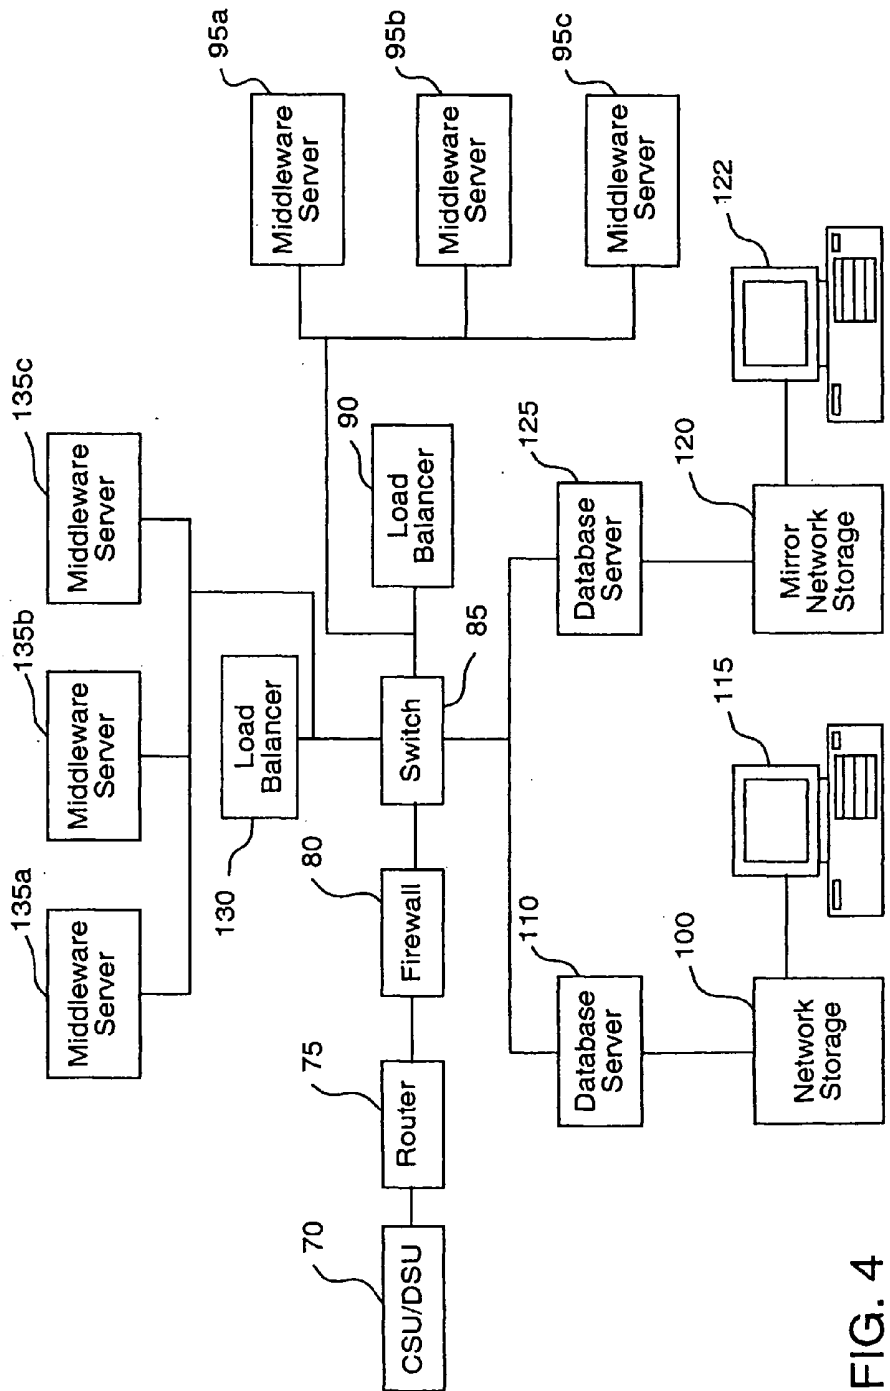 135a
Middleware
Server
135b
Middleware
Server
135c
Middleware
Server
95a
Middleware
Server
95b
Middleware
Server
95c
Middleware
Server
130
Load
Balancer
90
Load
Balancer
70
CSU/DSU
75
Router
80
Firewall
85
Switch
110
Database
Server
125
Database
Server
100
Network
Storage
115
120
Mirror
Network
Storage
122
FIG. 4